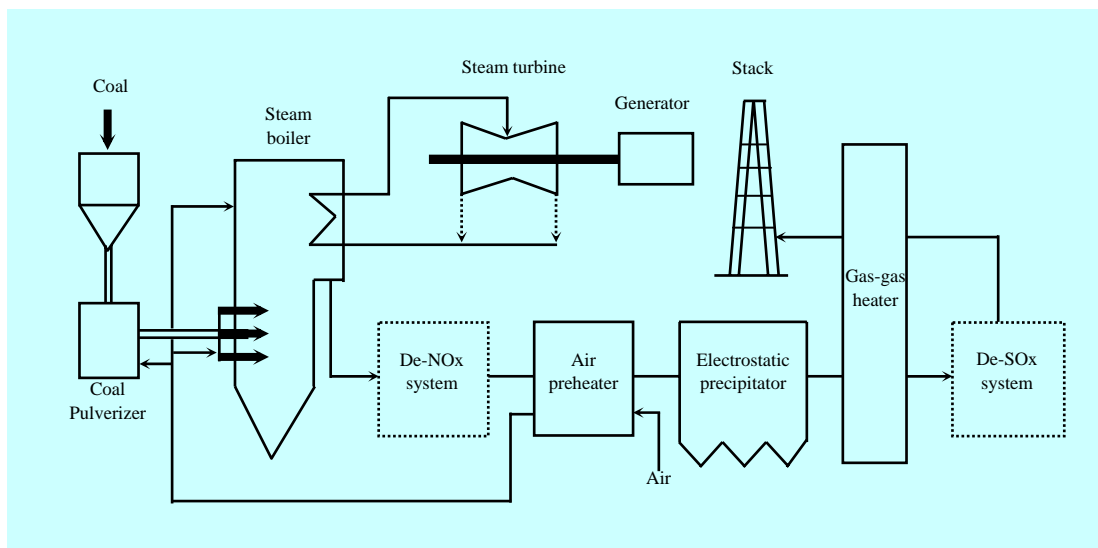 Coal
Steam
boiler
Steam turbine
Generator
Stack
Coal
Pulverizer
De-NOx
system
Air
preheater
Air
Electrostatic
precipitator
Gas-gas
heater
De-SOx
system